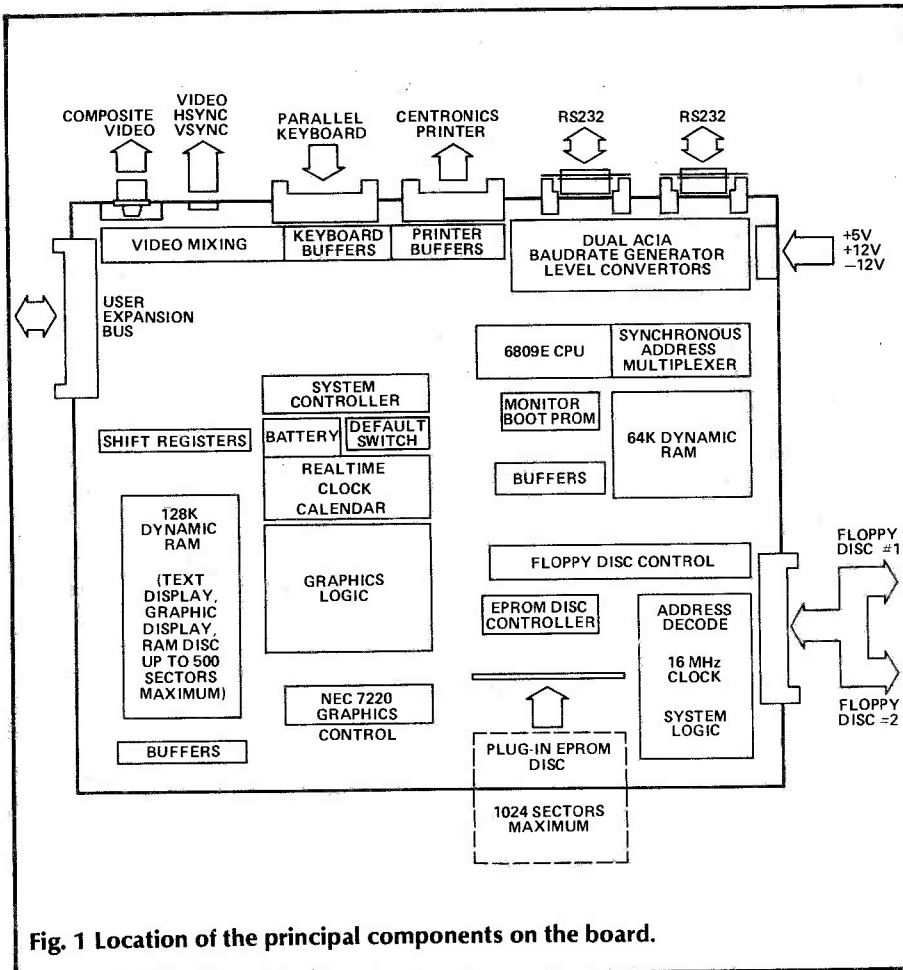 COMPOSITE
VIDEO
VIDEO
HSYNC
VSYNC
PARALLEL
KEYBOARD
CENTRONICS
PRINTER
RS232
RS232
VIDEO MIXING
KEYBOARD
BUFFERS
PRINTER
BUFFERS
DUAL ACIA
BAUDRATE GENERATOR
LEVEL CONVERTORS
+5V
+12V
−12V
USER
EXPANSION
BUS
6809E CPU
SYNCHRONOUS
ADDRESS
MULTIPLEXER
SYSTEM
CONTROLLER
MONITOR
BOOT PROM
64K DYNAMIC
RAM
SHIFT REGISTERS
BATTERY
DEFAULT
SWITCH
REALTIME
CLOCK
CALENDAR
BUFFERS
128K
DYNAMIC
RAM
(TEXT
DISPLAY,
GRAPHIC
DISPLAY,
RAM DISC
UP TO 500
SECTORS
MAXIMUM)
GRAPHICS
LOGIC
FLOPPY DISC CONTROL
FLOPPY
DISC #1
EPROM DISC
CONTROLLER
ADDRESS
DECODE
16 MHz
CLOCK
SYSTEM
LOGIC
NEC 7220
GRAPHICS
CONTROL
FLOPPY
DISC =2
BUFFERS
PLUG-IN EPROM
DISC
1024 SECTORS
MAXIMUM
Fig. 1 Location of the principal components on the board.